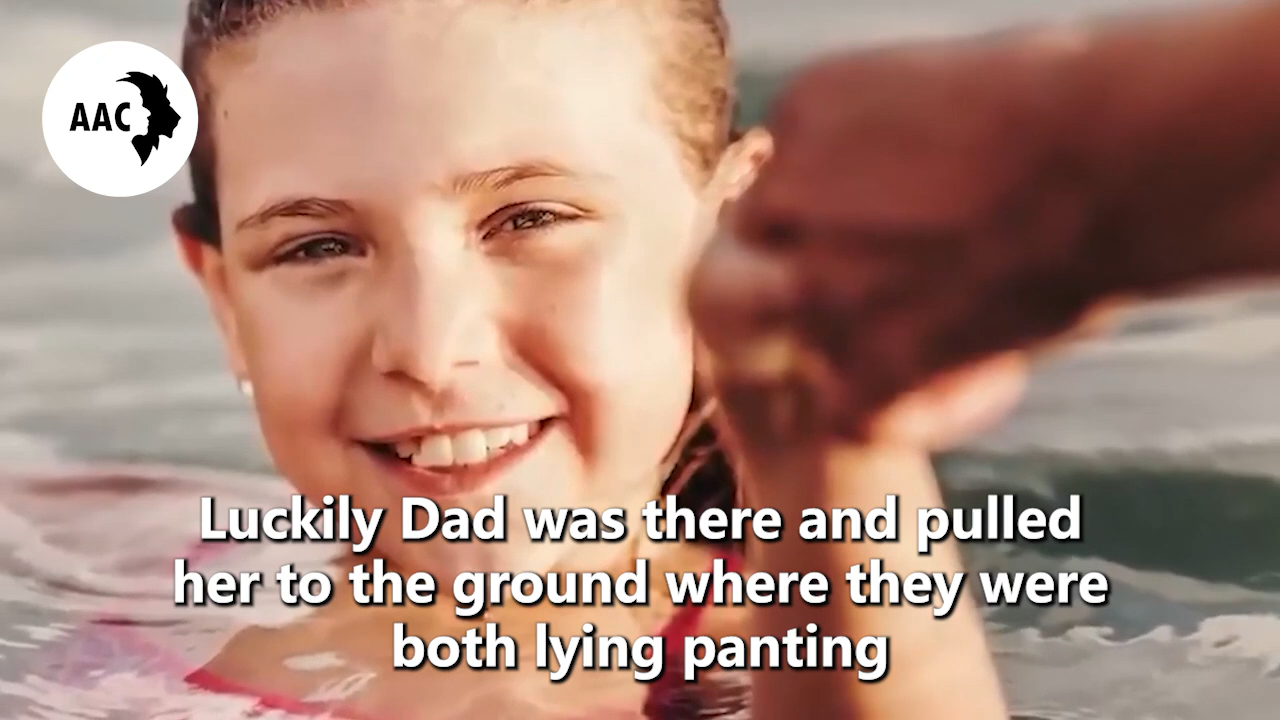 AAC
Luckily Dad was there and pulled
her to the ground where they were
both lying panting